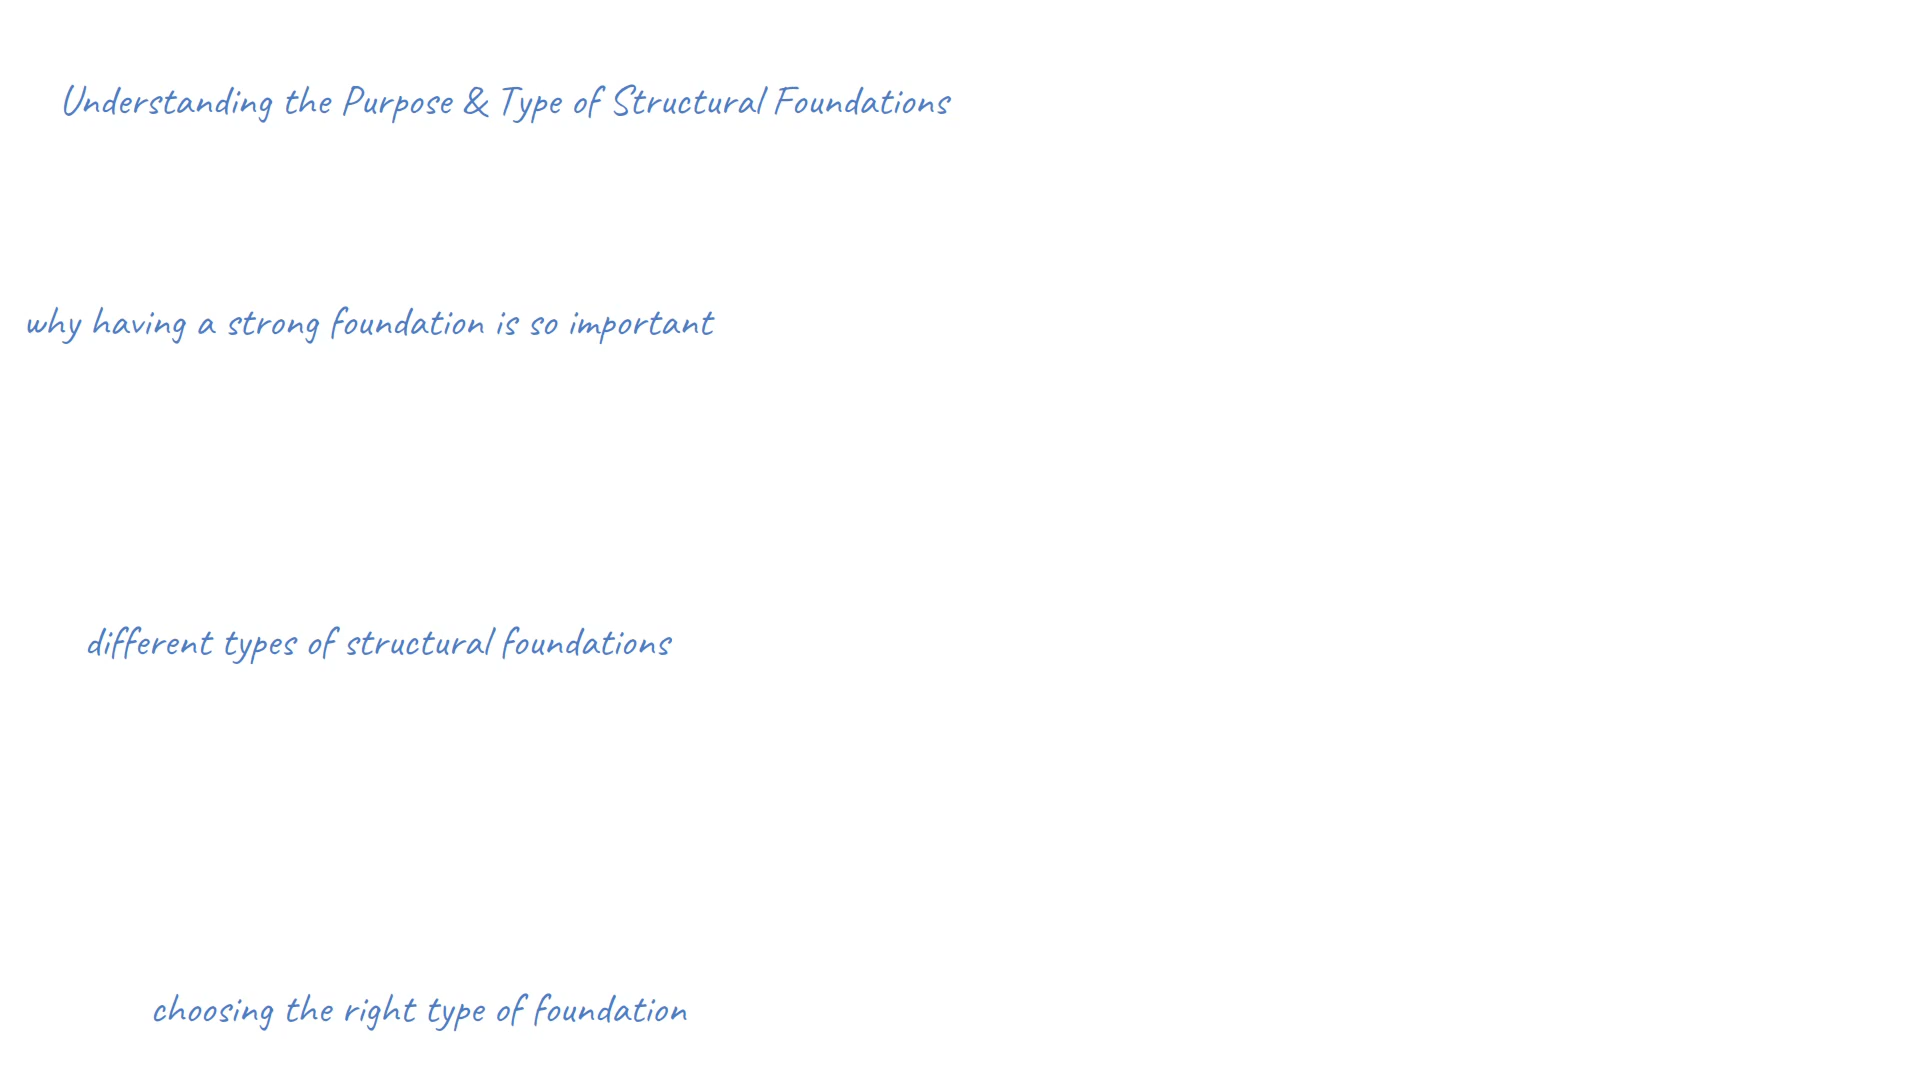 Understanding the Purpose & Type of Structural Foundations
why having a strong foundation is so important
different types of structural foundations
choosing the right type of foundation